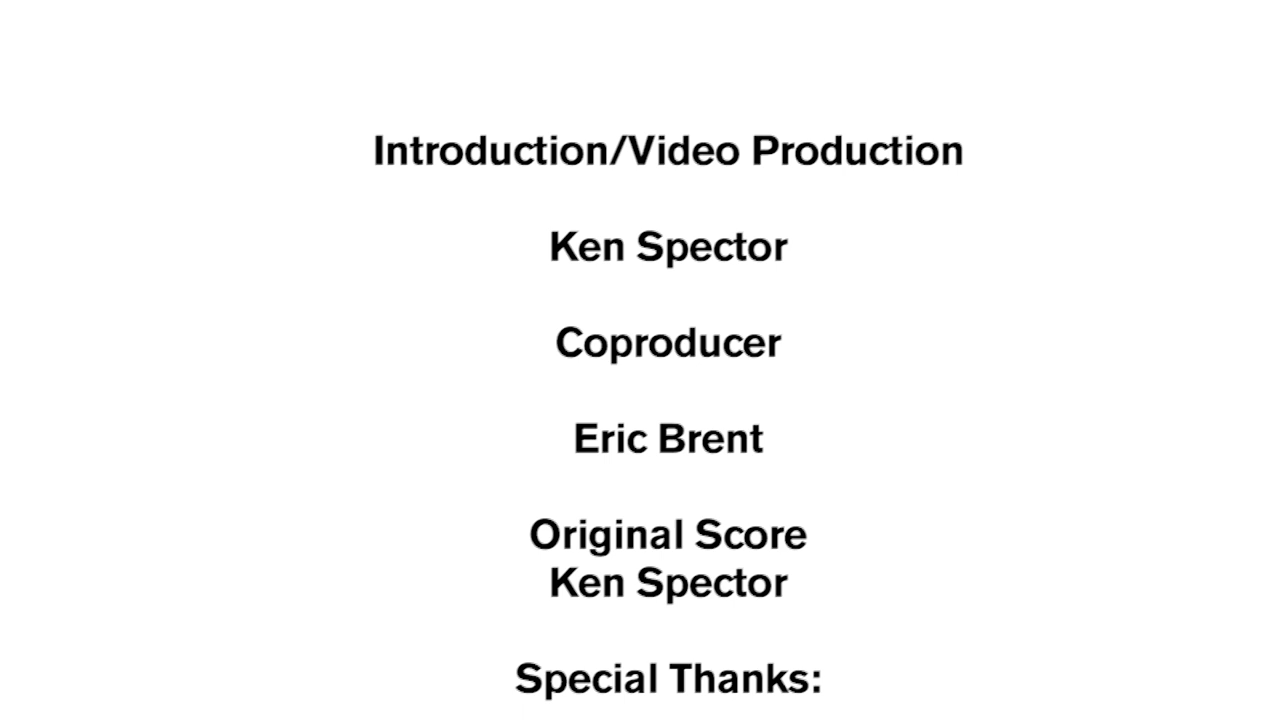 Introduction/Video Production
Ken Spector
Coproducer
Eric Brent
Original Score
Ken Spector
Special Thanks: